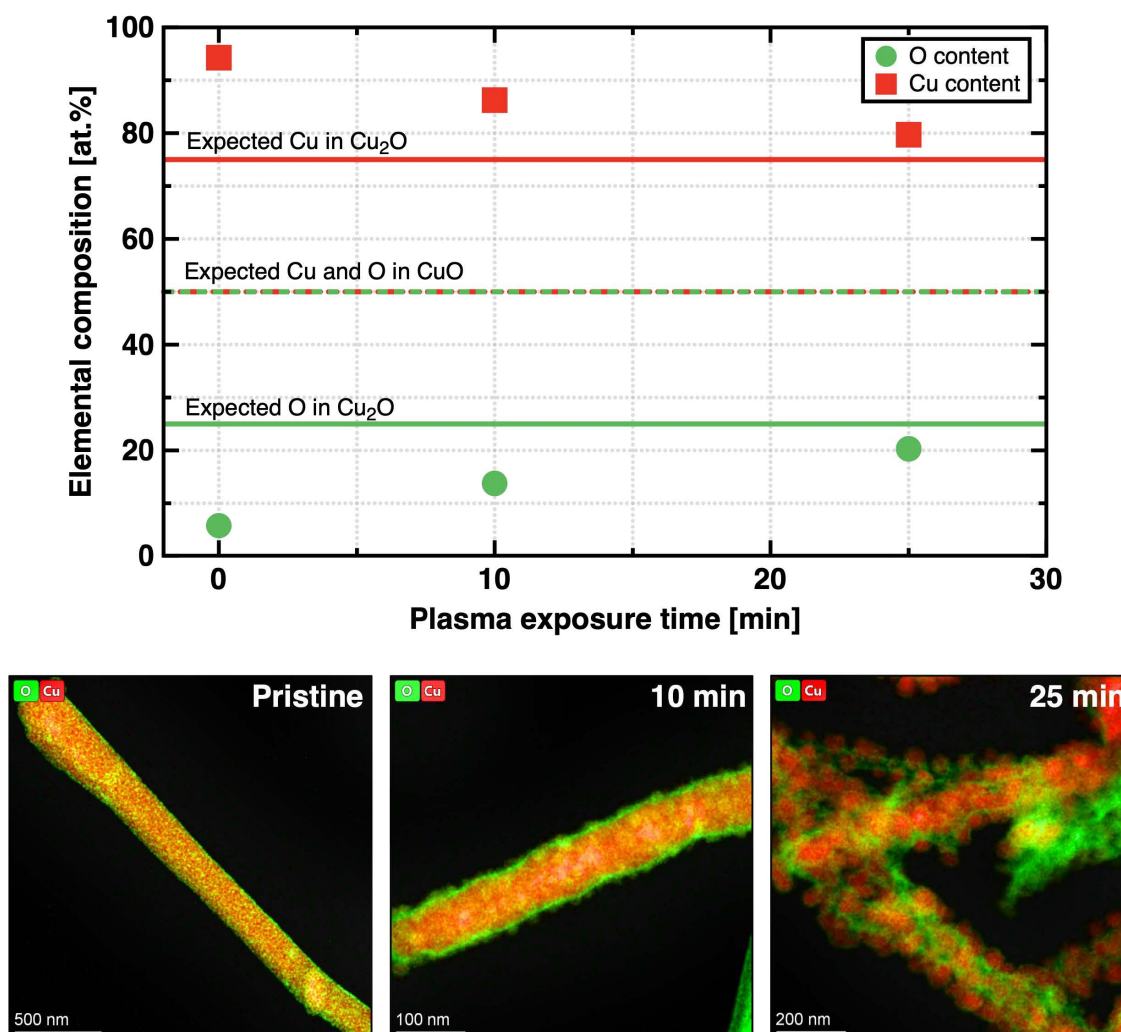 100
80
60
40
20
0
Elemental composition [at.%]
O content
Cu content
Expected Cu in Cu₂O
Expected Cu and O in CuO
Expected O in Cu₂O
0
10
20
30
Plasma exposure time [min]
O Cu
Pristine
500 nm
O Cu
10 min
100 nm
O Cu
25 min
200 nm